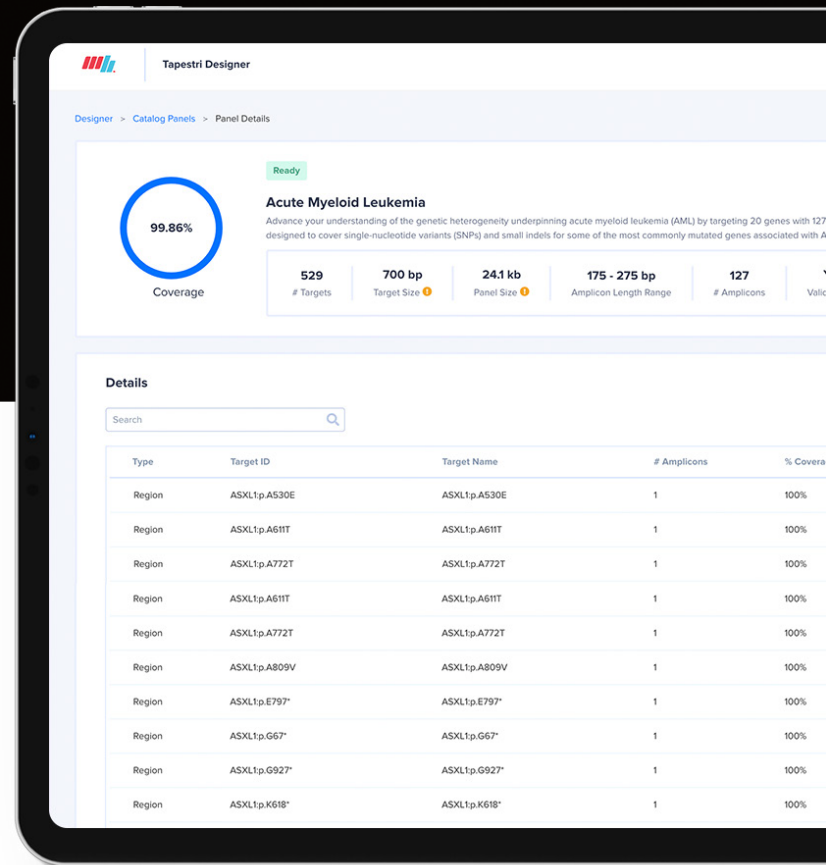 Tapestri Designer
Designer > Catalog Panels > Panel Details
Ready
99.86%
Coverage
Acute Myeloid Leukemia
Advance your understanding of the genetic heterogeneity underpinning acute myeloid leukemia (AML) by targeting 20 genes with 127
designed to cover single-nucleotide variants (SNPs) and small indels for some of the most commonly mutated genes associated with A
529 700 bp 24.1 kb 175 - 275 bp 127
# Targets Target Size Panel Size Amplicon Length Range # Amplicons
Details
Search
Type Target ID Target Name # Amplicons % Covera
Region ASXL1:p.A530E ASXL1:p.A530E 1 100%
Region ASXL1:p.A611T ASXL1:p.A611T 1 100%
Region ASXL1:p.A772T ASXL1:p.A772T 1 100%
Region ASXL1:p.A611T ASXL1:p.A611T 1 100%
Region ASXL1:p.A772T ASXL1:p.A772T 1 100%
Region ASXL1:p.A809V ASXL1:p.A809V 1 100%
Region ASXL1:p.E797* ASXL1:p.E797* 1 100%
Region ASXL1:p.G67* ASXL1:p.G67* 1 100%
Region ASXL1:p.G927* ASXL1:p.G927* 1 100%
Region ASXL1:p.K618* ASXL1:p.K618* 1 100%